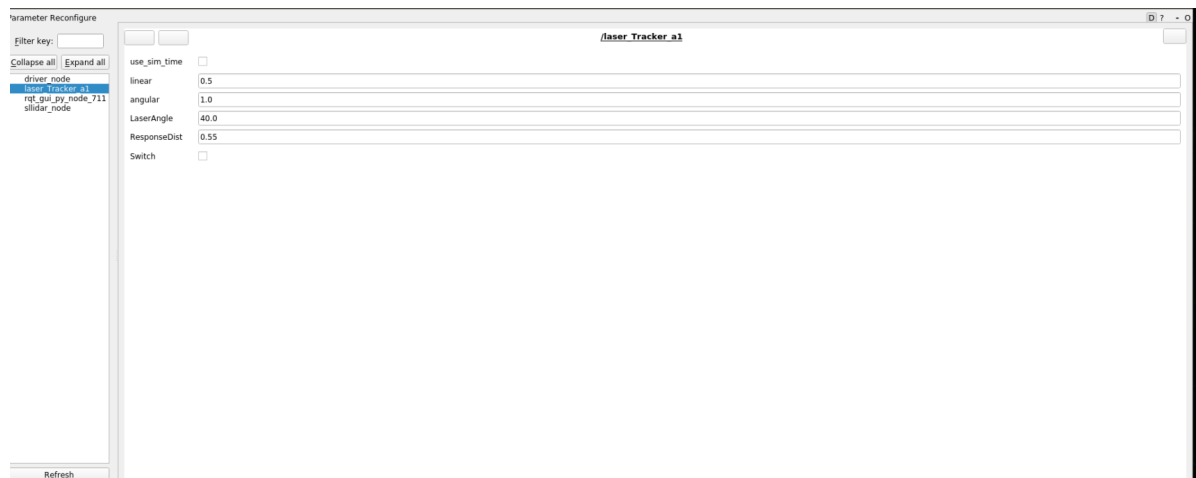 Parameter Reconfigure
D ? - O
Filter key:
Collapse all Expand all
driver_node
laser_Tracker_a1
rqt_gui_py_node_711
sllidar_node
Refresh
/laser_Tracker_a1
use_sim_time
linear 0.5
angular 1.0
LaserAngle 40.0
ResponseDist 0.55
Switch